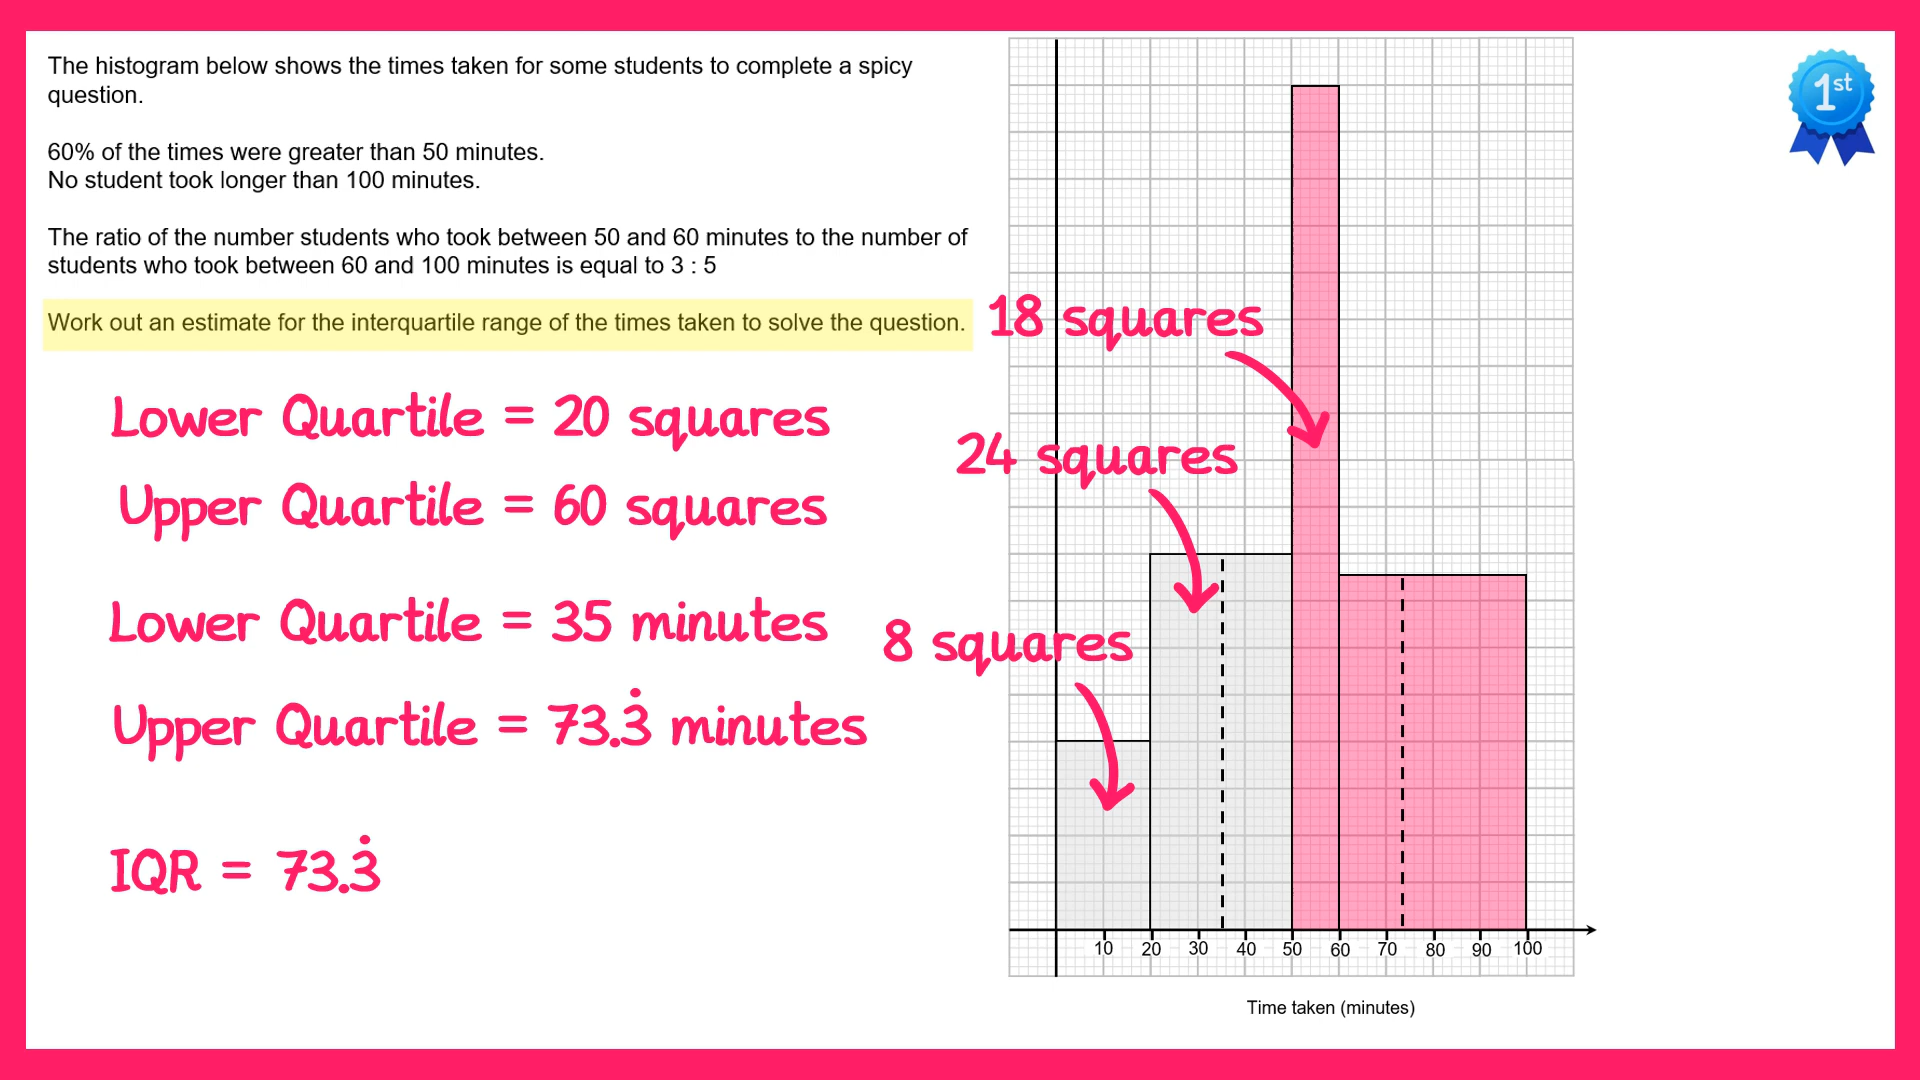 The histogram below shows the times taken for some students to complete a spicy
question.
60% of the times were greater than 50 minutes.
No student took longer than 100 minutes.
The ratio of the number students who took between 50 and 60 minutes to the number of
students who took between 60 and 100 minutes is equal to 3 : 5
Work out an estimate for the interquartile range of the times taken to solve the question.
Lower Quartile = 20 squares
Upper Quartile = 60 squares
Lower Quartile = 35 minutes
Upper Quartile = 73.3̇ minutes
IQR = 73.3̇
1st
18 squares
24 squares
8 squares
10 20 30 40 50 60 70 80 90 100
Time taken (minutes)